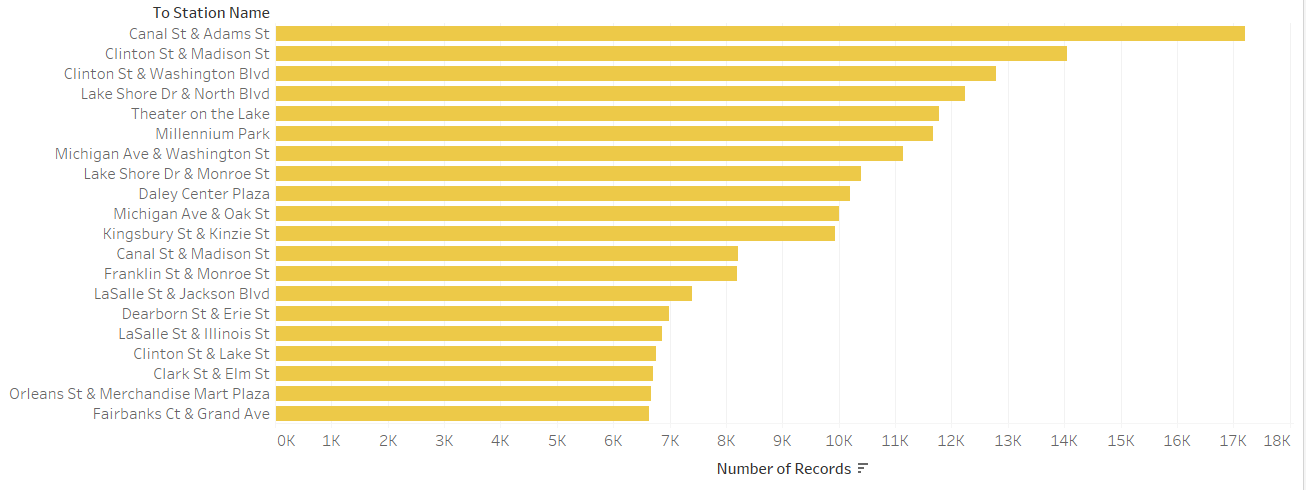 To Station Name
Canal St & Adams St
Clinton St & Madison St
Clinton St & Washington Blvd
Lake Shore Dr & North Blvd
Theater on the Lake
Millennium Park
Michigan Ave & Washington St
Lake Shore Dr & Monroe St
Daley Center Plaza
Michigan Ave & Oak St
Kingsbury St & Kinzie St
Canal St & Madison St
Franklin St & Monroe St
LaSalle St & Jackson Blvd
Dearborn St & Erie St
LaSalle St & Illinois St
Clinton St & Lake St
Clark St & Elm St
Orleans St & Merchandise Mart Plaza
Fairbanks Ct & Grand Ave
0K 1K 2K 3K 4K 5K 6K 7K 8K 9K 10K 11K 12K 13K 14K 15K 16K 17K 18K
Number of Records